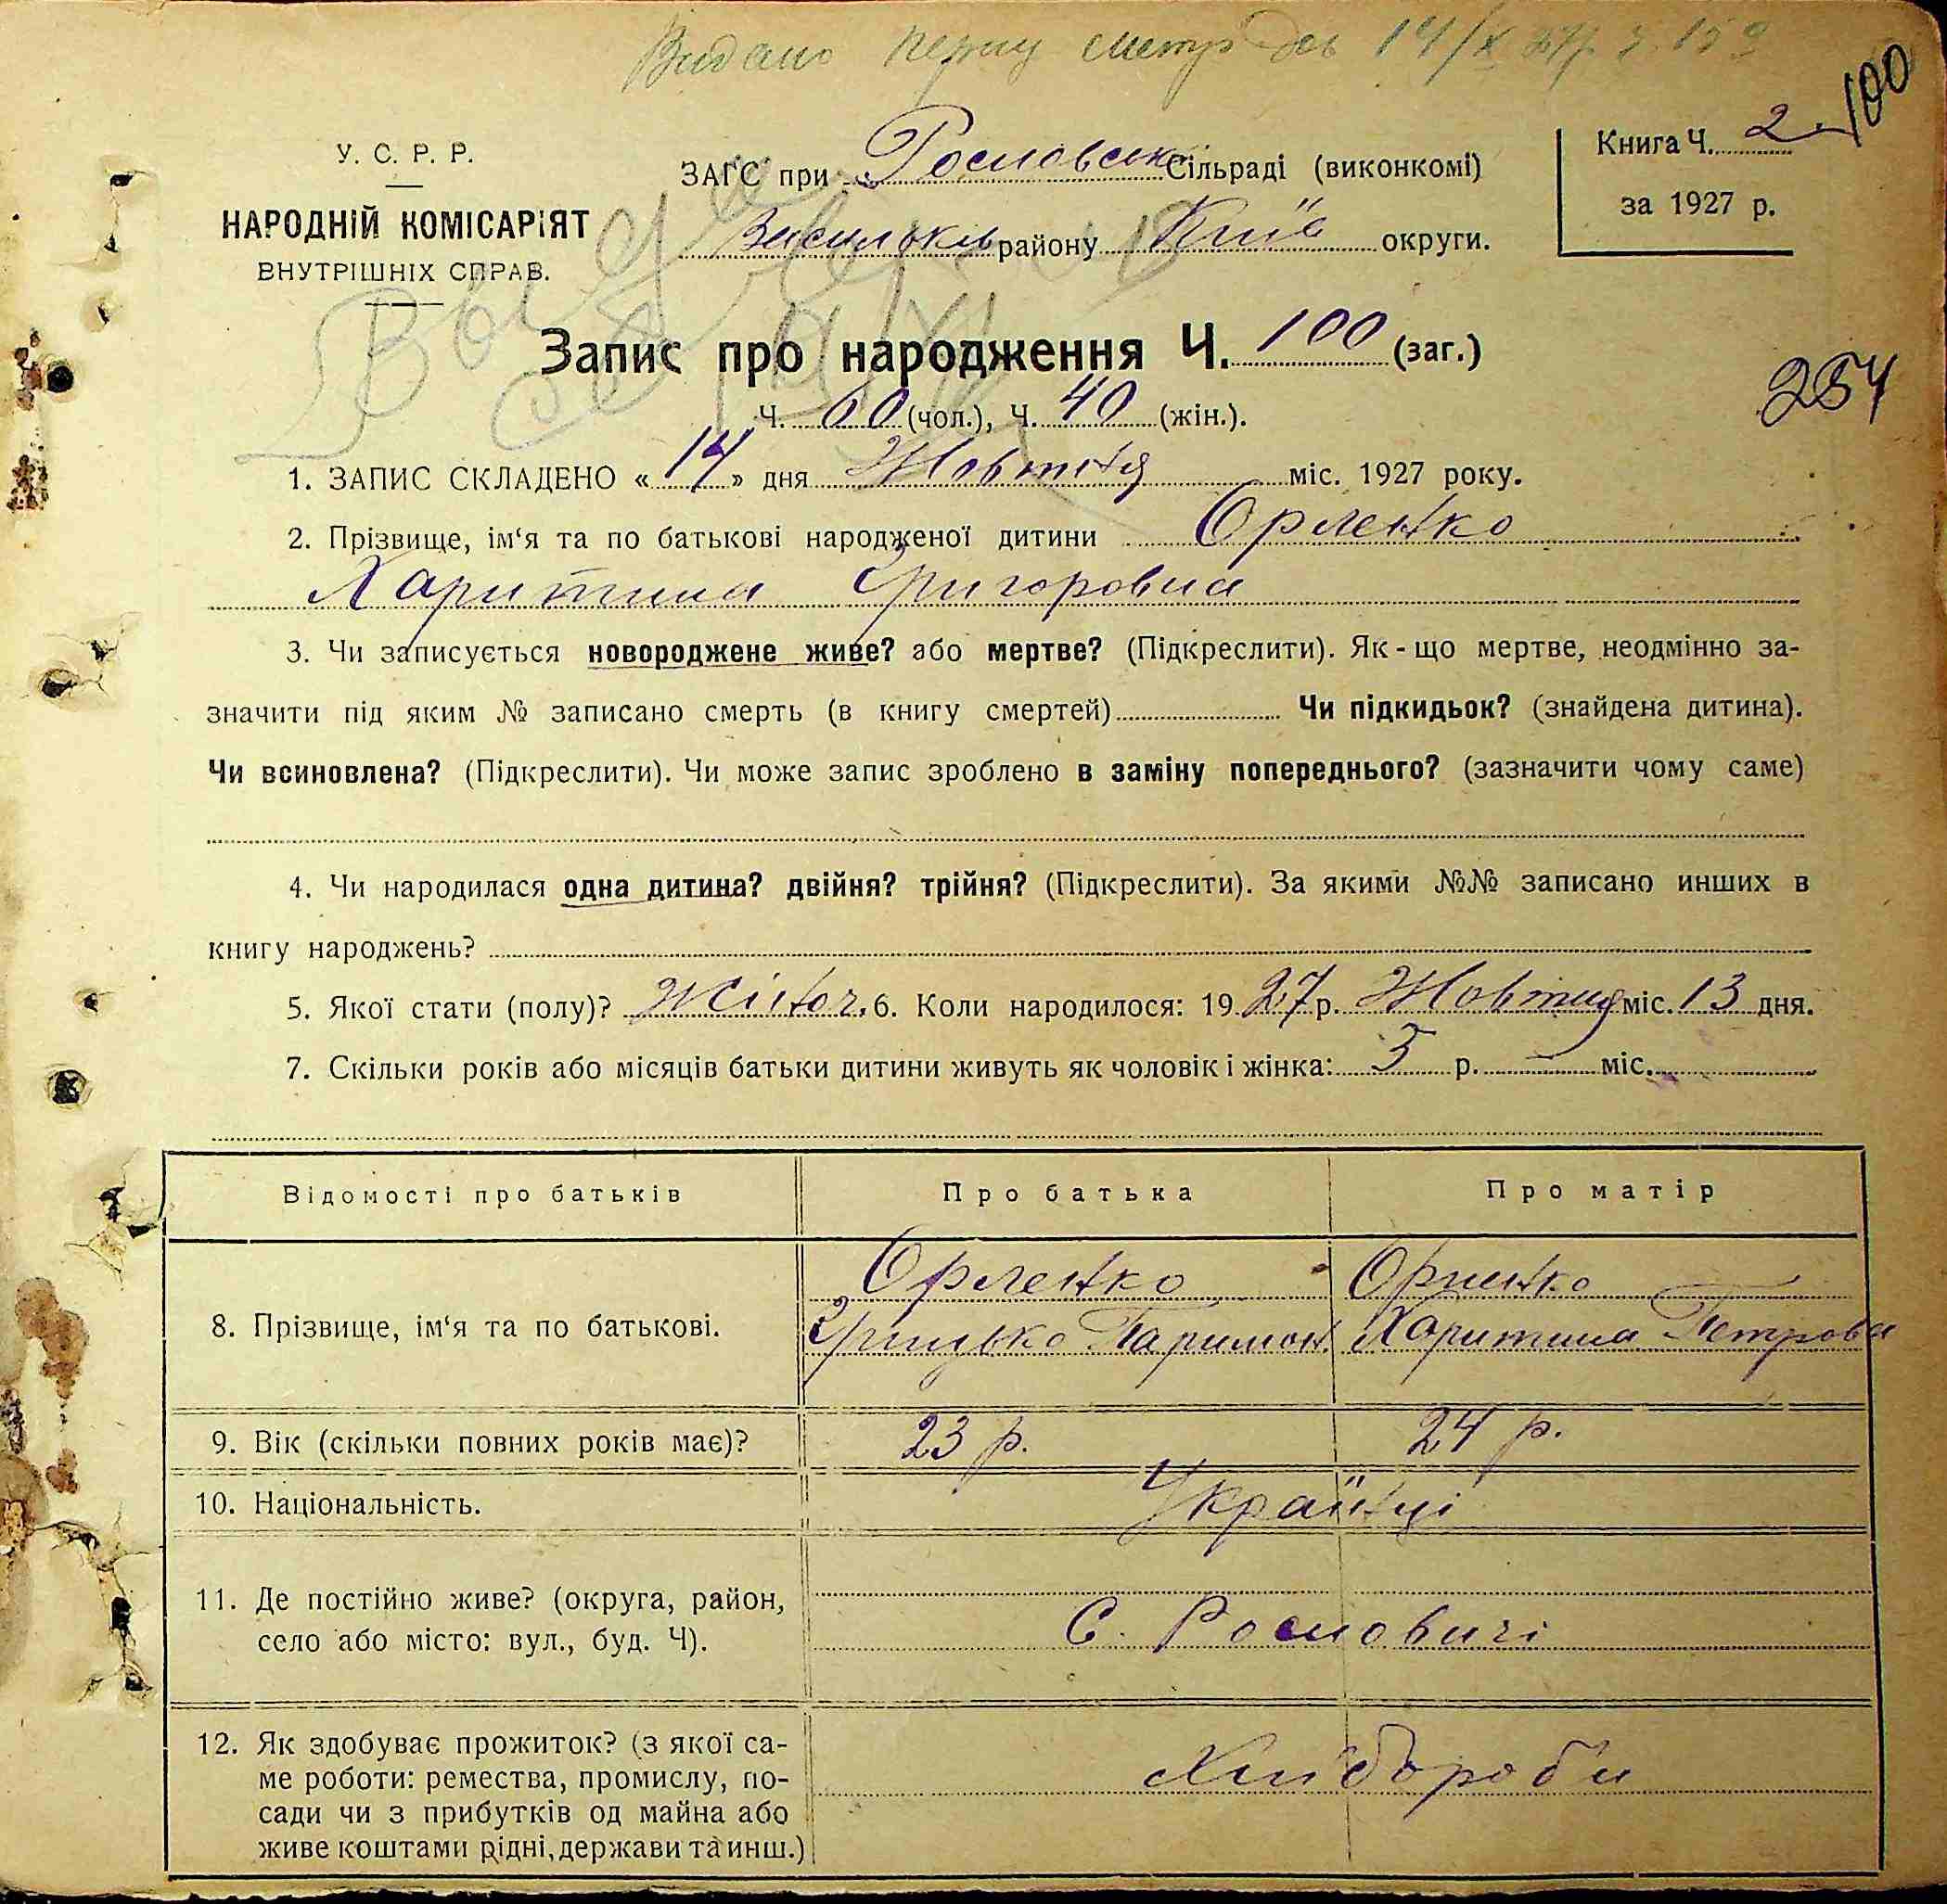 Видано першу метр 14/X 27р
100
У. С. Р. Р.
НАРОДНІЙ КОМІСАРІЯТ
ВНУТРІШНІХ СПРАВ.
ЗАГС при Рословськ Сільраді (виконкомі)
Васильків району Київ округи.
Книга Ч. 2
за 1927 р.
Запис про народження Ч. 100 (заг.)
254
Ч. 60 (чол.), Ч. 40 (жін.).
1. ЗАПИС СКЛАДЕНО « 14 » дня Жовтня міс. 1927 року.
2. Прізвище, ім‘я та по батькові народженої дитини Орленко
Харитина Григоровна
3. Чи записується новороджене живе? або мертве? (Підкреслити). Як-що мертве, неодмінно за-
значити під яким № записано смерть (в книгу смертей) Чи підкидьок? (знайдена дитина).
Чи всиновлена? (Підкреслити). Чи може запис зроблено в заміну попереднього? (зазначити чому саме)
4. Чи народилася одна дитина? двійня? трійня? (Підкреслити). За якими №№ записано инших в
книгу народжень?
5. Якої стати (полу)? жіноч. 6. Коли народилося: 1927 р. Жовтня міс. 13 дня.
7. Скільки років або місяців батьки дитини живуть як чоловік і жінка: 5 р. — міс.
Відомості про батьків Про батька Про матір
8. Прізвище, ім‘я та по батькові.
Орленко
Грицько Паримон.
Орленко
Харитина Петрова
9. Вік (скільки повних років має)? 23 р. 24 р.
10. Національність. Українці
11. Де постійно живе? (округа, район,
село або місто: вул., буд. Ч).
С. Рословичі
12. Як здобуває прожиток? (з якої са-
ме роботи: ремества, промислу, по-
сади чи з прибутків од майна або
живе коштами рідні, держави та инш.)
Хлібороби